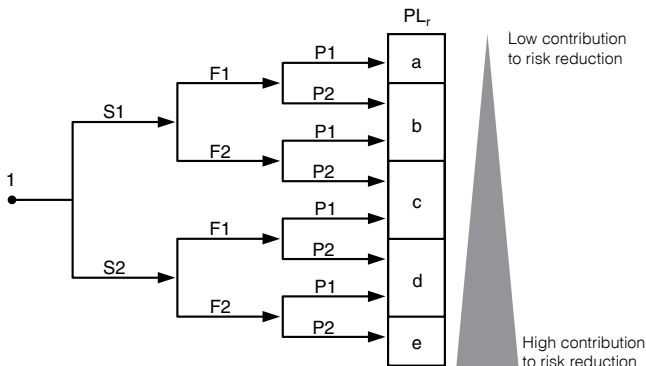 PLr
Low contribution
to risk reduction
P1
a
F1
P2
S1
b
P1
F2
P2
1
c
P1
F1
P2
S2
d
P1
F2
P2
e
High contribution
to risk reduction